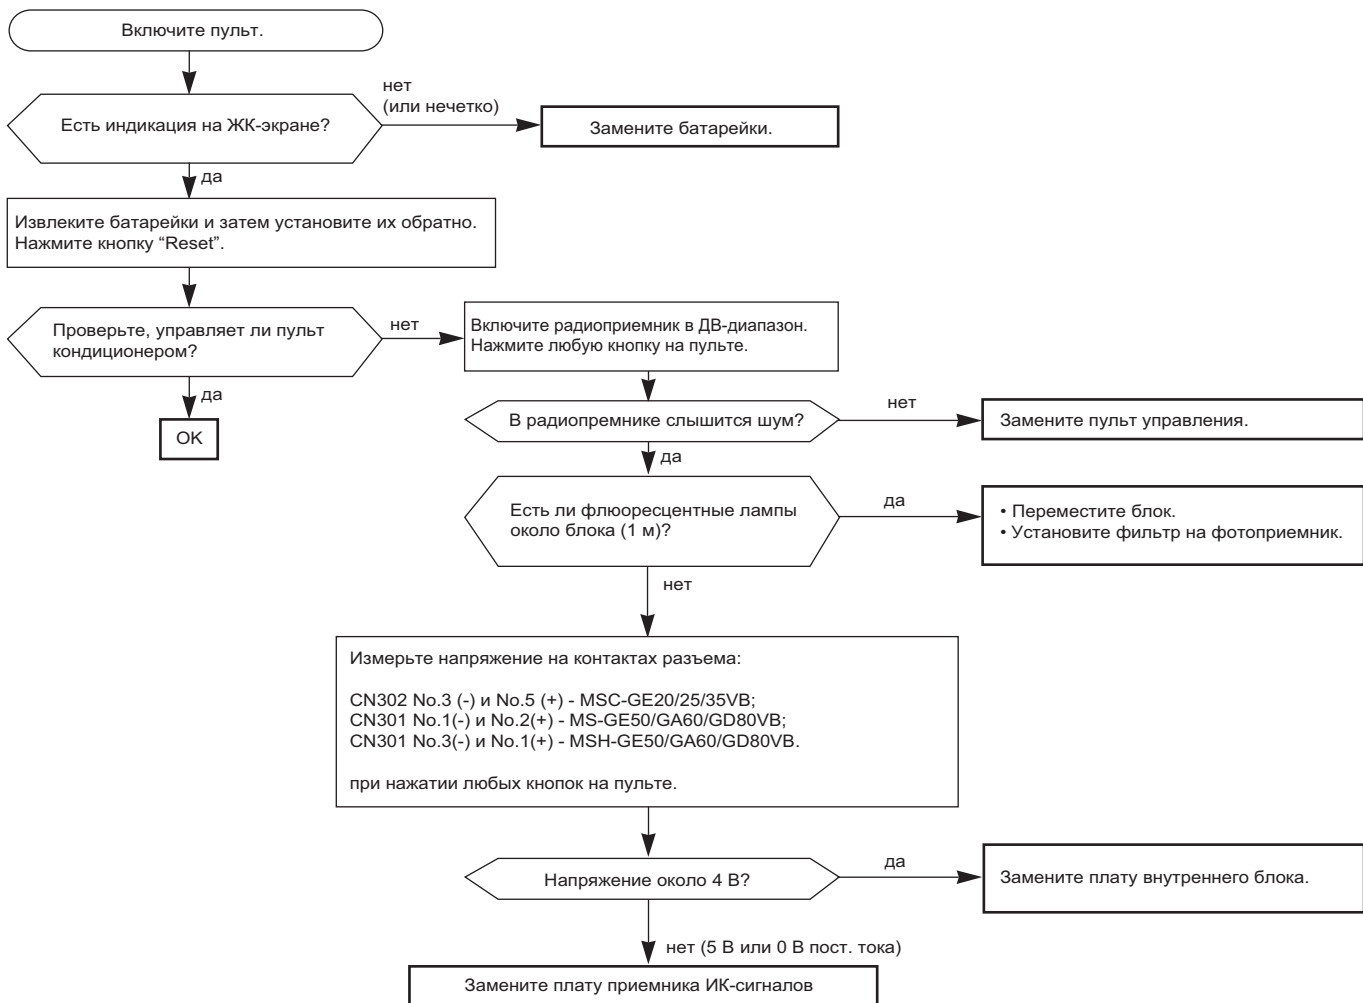 Включите пульт.
нет
(или нечетко)
Есть индикация на ЖК-экране?
Замените батарейки.
да
Извлеките батарейки и затем установите их обратно.
Нажмите кнопку “Reset”.
Проверьте, управляет ли пульт
кондиционером?
нет
Включите радиоприемник в ДВ-диапазон.
Нажмите любую кнопку на пульте.
да
OK
В радиопремнике слышится шум?
нет
Замените пульт управления.
да
Есть ли флюоресцентные лампы
около блока (1 м)?
да
• Переместите блок.
• Установите фильтр на фотоприемник.
нет
Измерьте напряжение на контактах разъема:
CN302 No.3 (-) и No.5 (+) - MSC-GE20/25/35VB;
CN301 No.1(-) и No.2(+) - MS-GE50/GA60/GD80VB;
CN301 No.3(-) и No.1(+) - MSH-GE50/GA60/GD80VB.
при нажатии любых кнопок на пульте.
Напряжение около 4 В?
да
Замените плату внутреннего блока.
нет (5 В или 0 В пост. тока)
Замените плату приемника ИК-сигналов